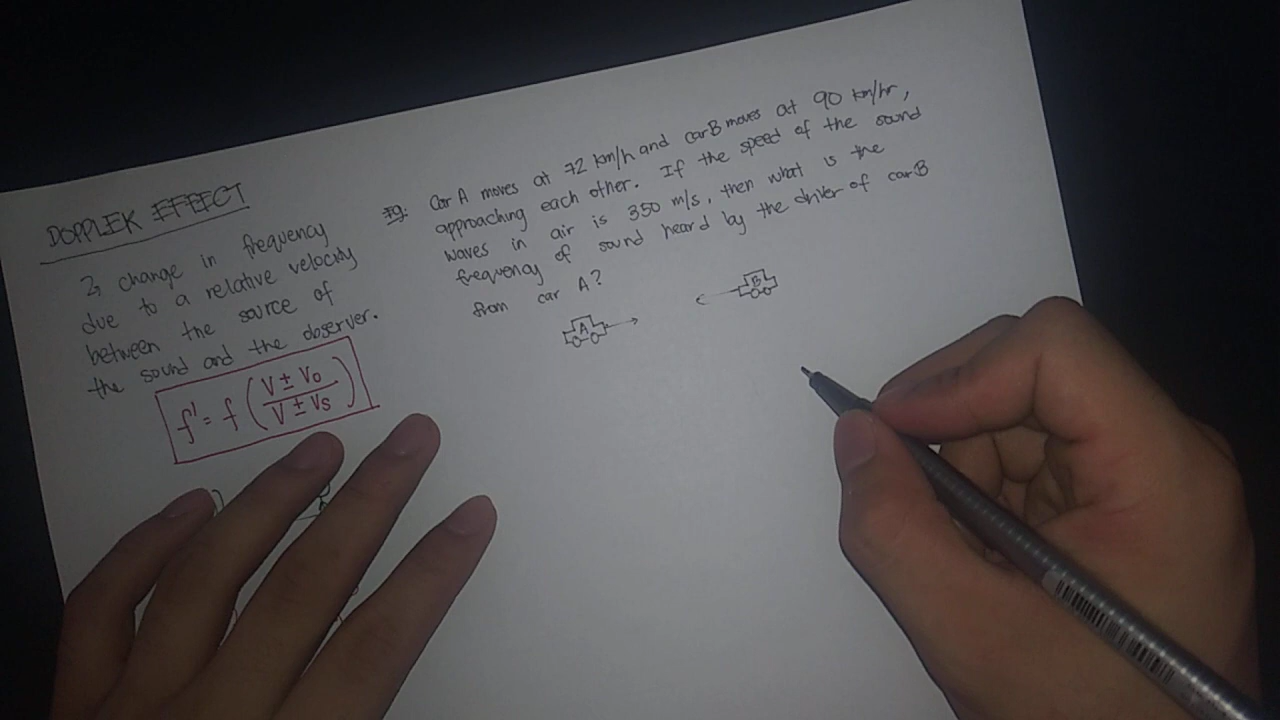 DOPPLER EFFECT
↳ change in frequency
due to a relative velocity
between the source of
the sound and the observer.
f' = f (V ± Vo / V ± Vs)
Eg: Car A moves at 72 km/h and car B moves at 90 km/hr,
approaching each other. If the speed of the sound
waves in air is 350 m/s, then what is the
frequency of sound heard by the driver of car B
from car A?
A
B